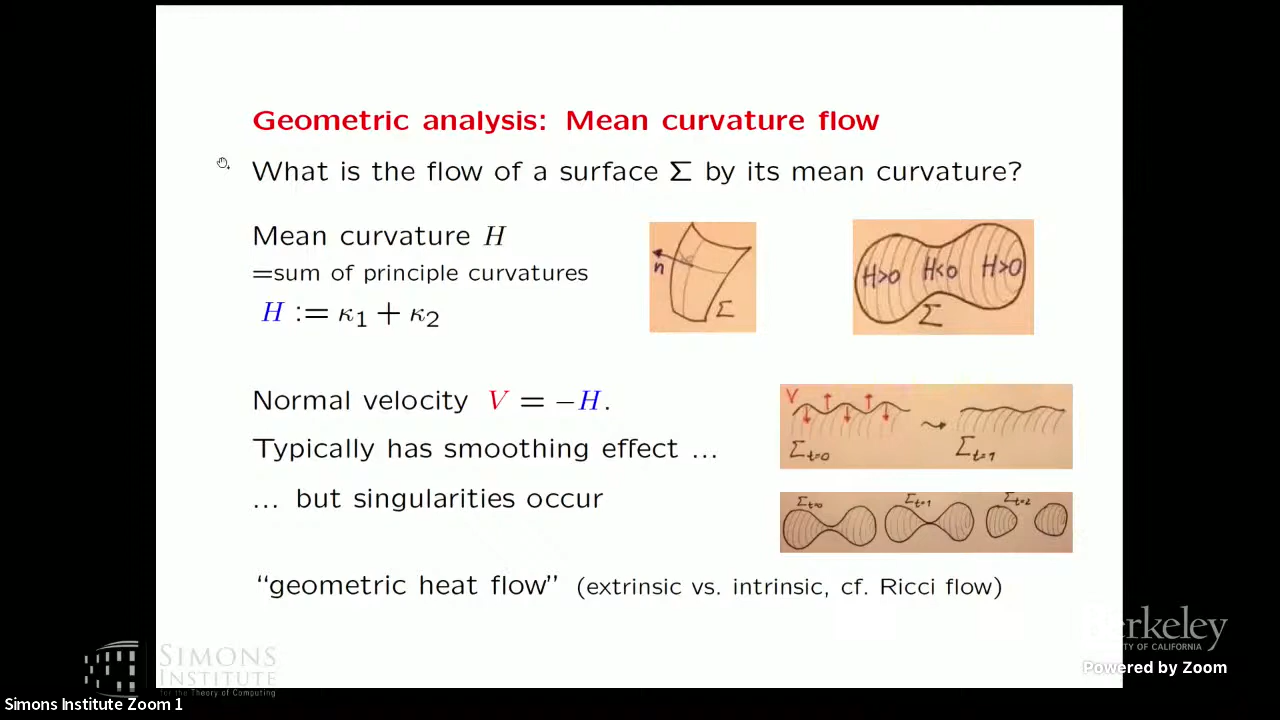 Geometric analysis: Mean curvature flow
What is the flow of a surface Σ by its mean curvature?
Mean curvature H
=sum of principle curvatures
H := κ₁ + κ₂
n
Σ
H>0 H<0 H>0
Σ
Normal velocity V = −H.
V
Σt=0
Σt=1
Typically has smoothing effect ...
... but singularities occur
Σt=0 Σt=1 Σt=2
“geometric heat flow” (extrinsic vs. intrinsic, cf. Ricci flow)
Berkeley
UNIVERSITY OF CALIFORNIA
Powered by Zoom
SIMONS
INSTITUTE
for the Theory of Computing
Simons Institute Zoom 1